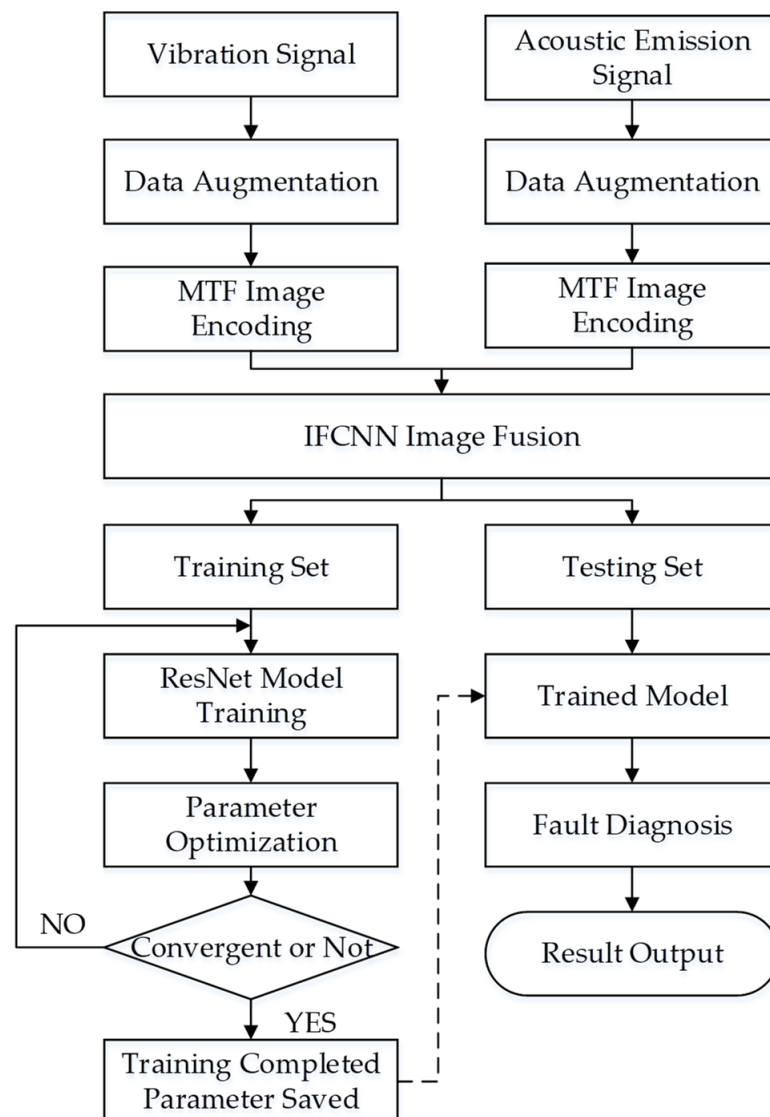 Vibration Signal
Acoustic Emission
Signal
Data Augmentation
Data Augmentation
MTF Image
Encoding
MTF Image
Encoding
IFCNN Image Fusion
Training Set
Testing Set
ResNet Model
Training
Trained Model
Parameter
Optimization
Fault Diagnosis
NO
Convergent or Not
Result Output
YES
Training Completed
Parameter Saved